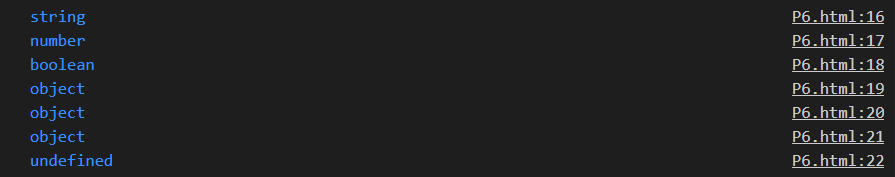 string P6.html:16
number P6.html:17
boolean P6.html:18
object P6.html:19
object P6.html:20
object P6.html:21
undefined P6.html:22